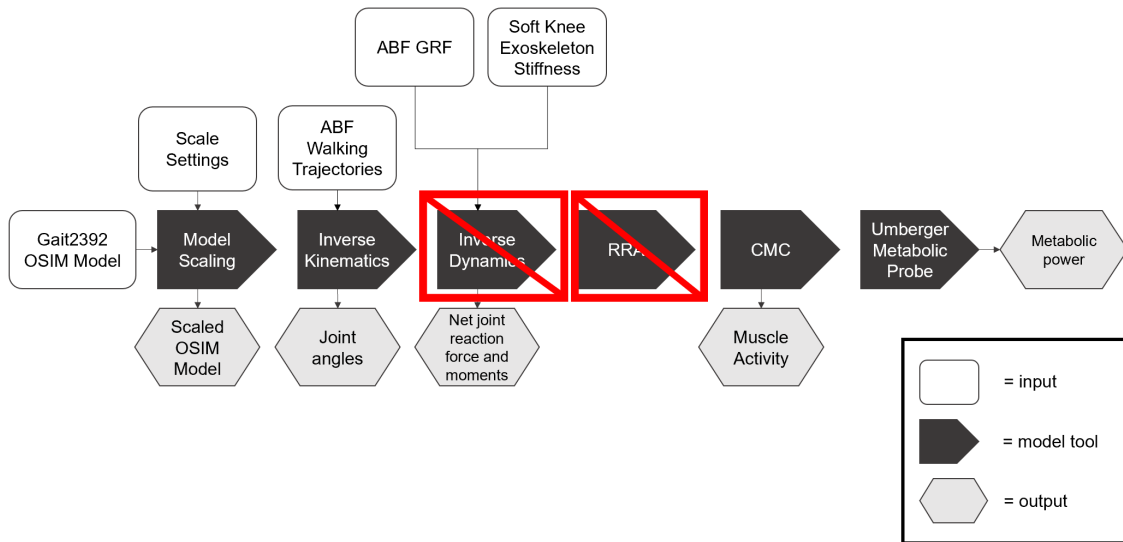 ABF GRF
Soft Knee
Exoskeleton
Stiffness
Scale
Settings
ABF
Walking
Trajectories
Gait2392
OSIM Model
Model
Scaling
Inverse
Kinematics
Inverse
Dynamics
RRA
CMC
Umberger
Metabolic
Probe
Metabolic
power
Scaled
OSIM
Model
Joint
angles
Net joint
reaction
force and
moments
Muscle
Activity
= input
= model tool
= output